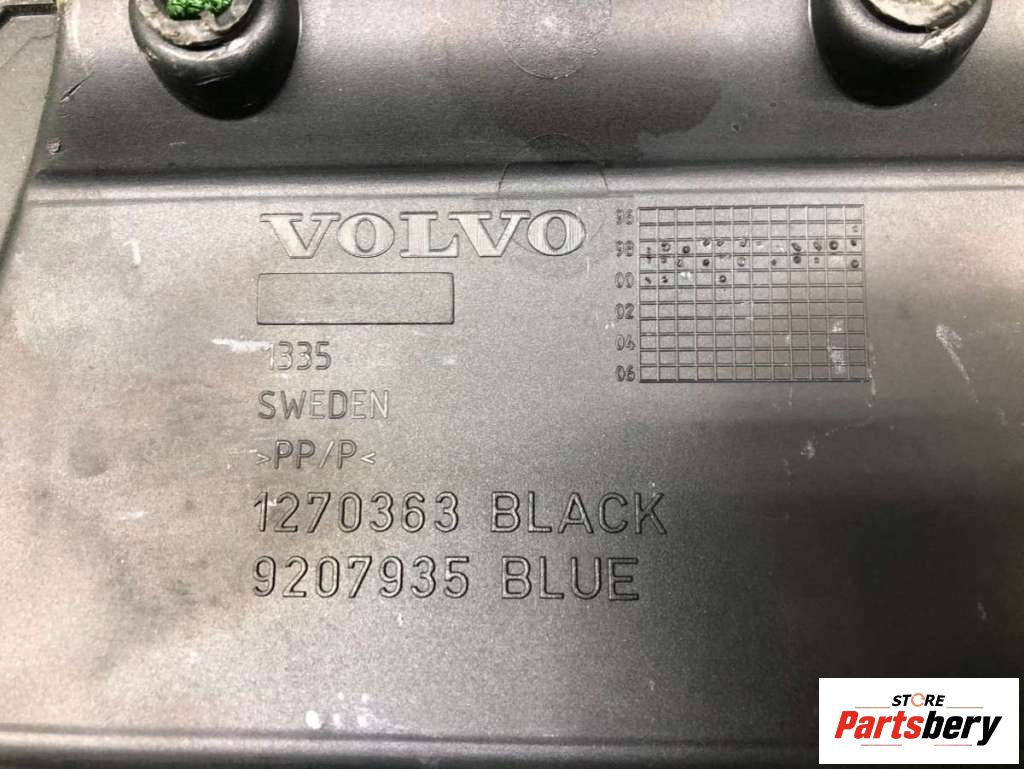 VOLVO
1335
SWEDEN
>PP/P<
1270363 BLACK
9207935 BLUE
96
98
00
02
04
06
STORE
Partsbery